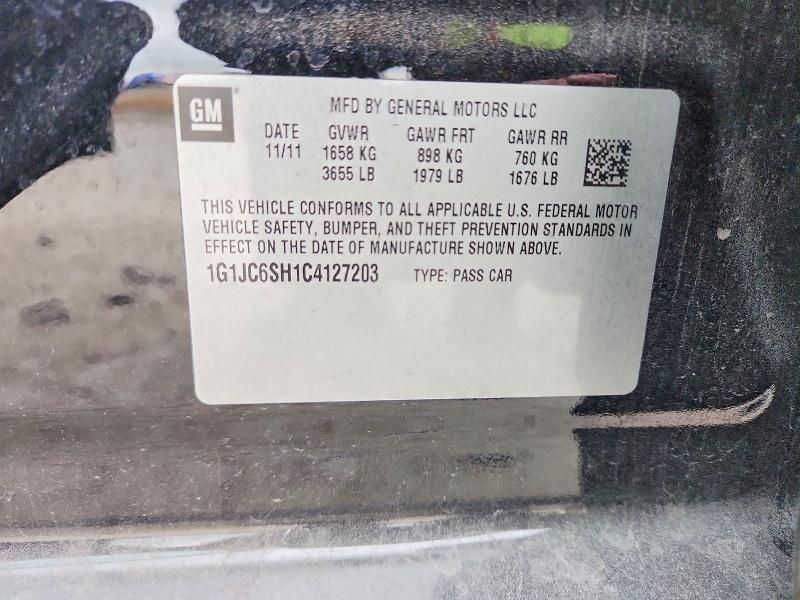 GM
MFD BY GENERAL MOTORS LLC
DATE GVWR GAWR FRT GAWR RR
11/11 1658 KG 898 KG 760 KG
3655 LB 1979 LB 1676 LB
THIS VEHICLE CONFORMS TO ALL APPLICABLE U.S. FEDERAL MOTOR
VEHICLE SAFETY, BUMPER, AND THEFT PREVENTION STANDARDS IN
EFFECT ON THE DATE OF MANUFACTURE SHOWN ABOVE.
1G1JC6SH1C4127203 TYPE: PASS CAR